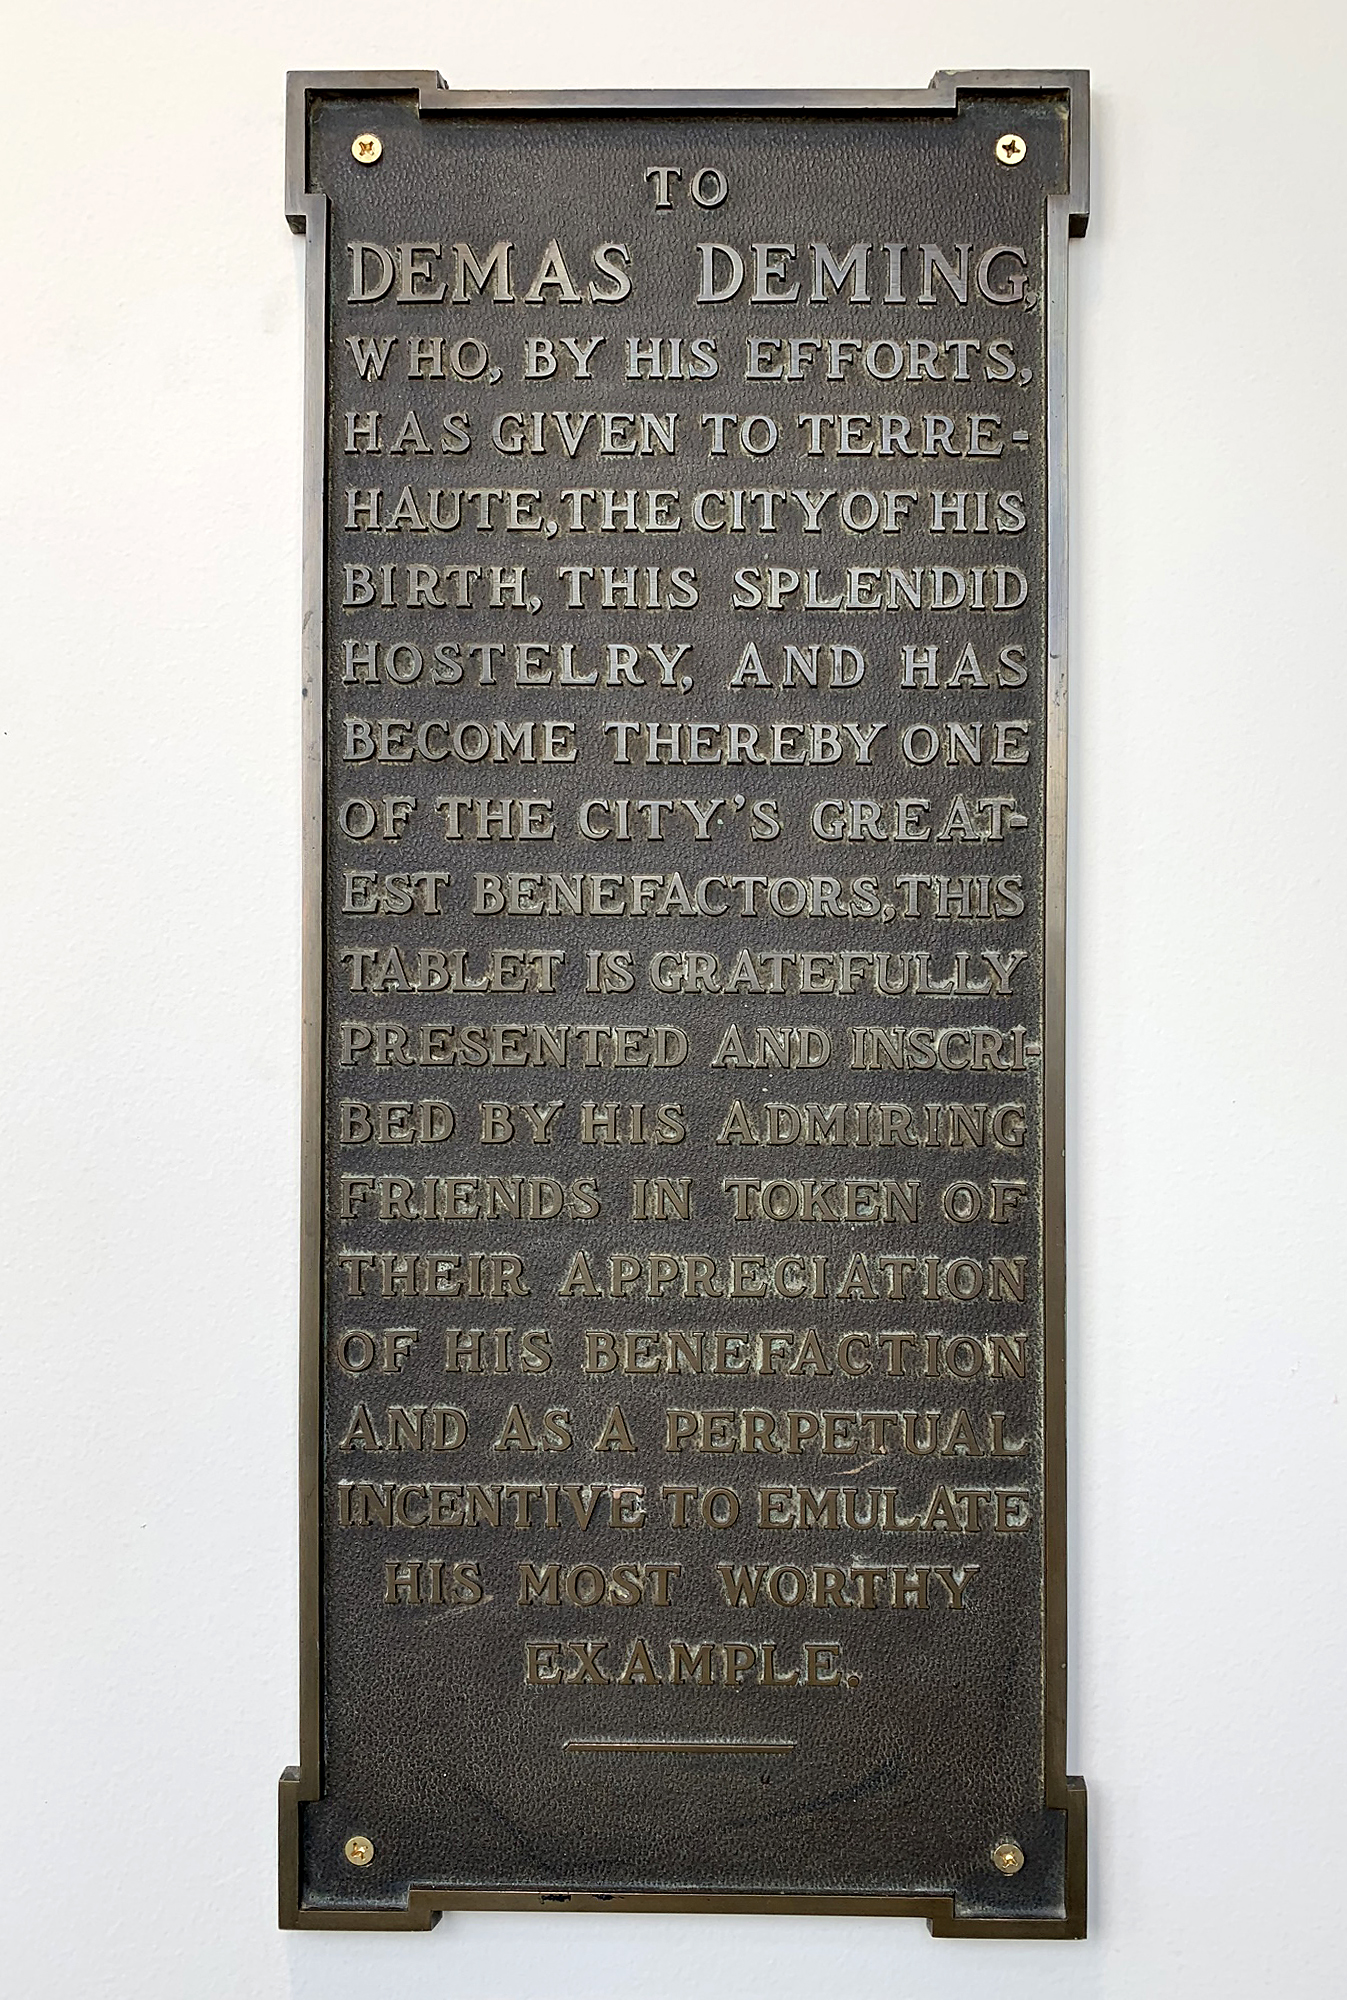 TO
DEMAS DEMING,
WHO, BY HIS EFFORTS,
HAS GIVEN TO TERRE-
HAUTE, THE CITY OF HIS
BIRTH, THIS SPLENDID
HOSTELRY, AND HAS
BECOME THEREBY ONE
OF THE CITY'S GREAT-
EST BENEFACTORS, THIS
TABLET IS GRATEFULLY
PRESENTED AND INSCRI-
BED BY HIS ADMIRING
FRIENDS IN TOKEN OF
THEIR APPRECIATION
OF HIS BENEFACTION
AND AS A PERPETUAL
INCENTIVE TO EMULATE
HIS MOST WORTHY
EXAMPLE.